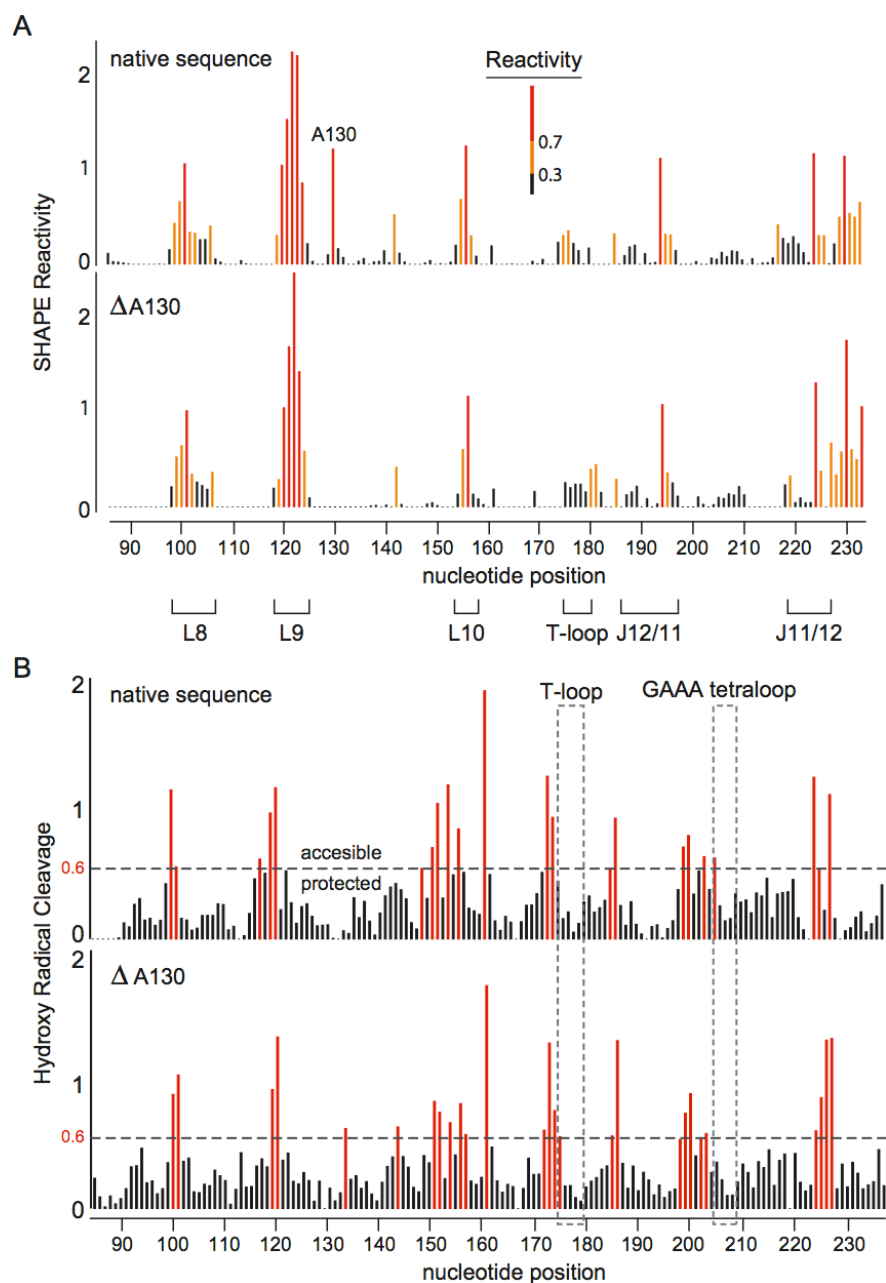 A
native sequence
Reactivity
0.7
0.3
A130
2
1
0
ΔA130
2
1
0
SHAPE Reactivity
90 100 110 120 130 140 150 160 170 180 190 200 210 220 230
nucleotide position
L8 L9 L10 T-loop J12/11 J11/12
B
native sequence
T-loop GAAA tetraloop
2
1
0.6
accesible
protected
0
Δ A130
2
1
0.6
0
Hydroxy Radical Cleavage
90 100 110 120 130 140 150 160 170 180 190 200 210 220 230
nucleotide position